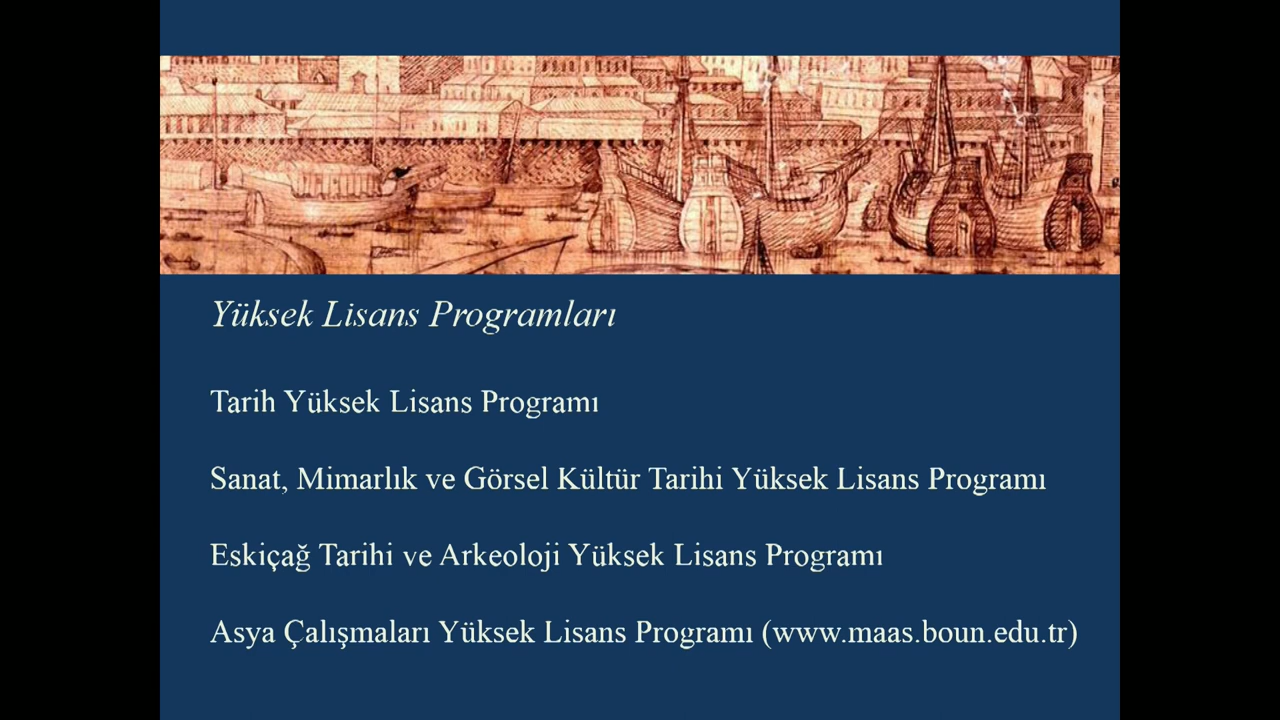 Yüksek Lisans Programları
Tarih Yüksek Lisans Programı
Sanat, Mimarlık ve Görsel Kültür Tarihi Yüksek Lisans Programı
Eskiçağ Tarihi ve Arkeoloji Yüksek Lisans Programı
Asya Çalışmaları Yüksek Lisans Programı (www.maas.boun.edu.tr)